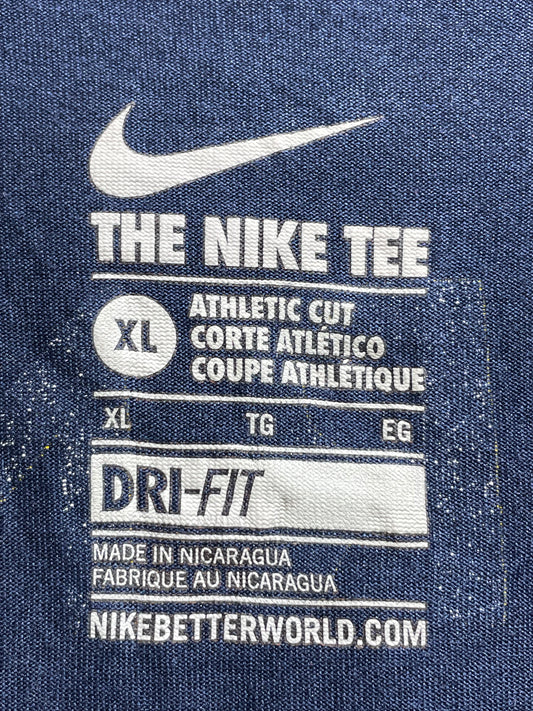 THE NIKE TEE
XL
ATHLETIC CUT
CORTE ATLÉTICO
COUPE ATHLÉTIQUE
XL TG EG
DRI-FIT
MADE IN NICARAGUA
FABRIQUE AU NICARAGUA
NIKEBETTERWORLD.COM